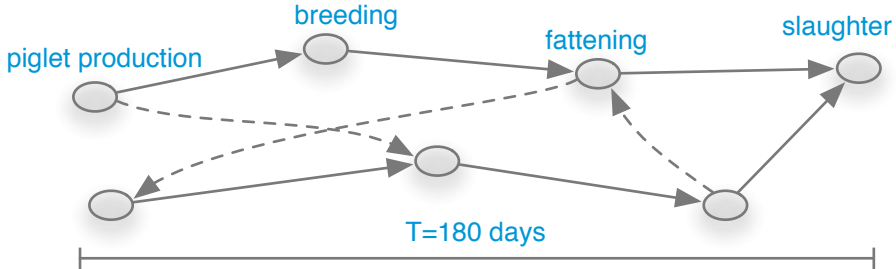 breeding
slaughter
fattening
piglet production
T=180 days